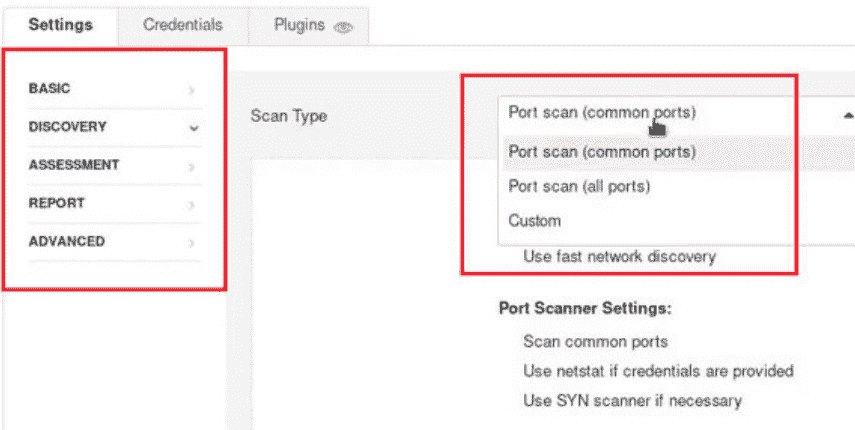 Settings
Credentials
Plugins
BASIC
DISCOVERY
ASSESSMENT
REPORT
ADVANCED
Scan Type
Port scan (common ports)
Port scan (common ports)
Port scan (all ports)
Custom
Use fast network discovery
Port Scanner Settings:
Scan common ports
Use netstat if credentials are provided
Use SYN scanner if necessary